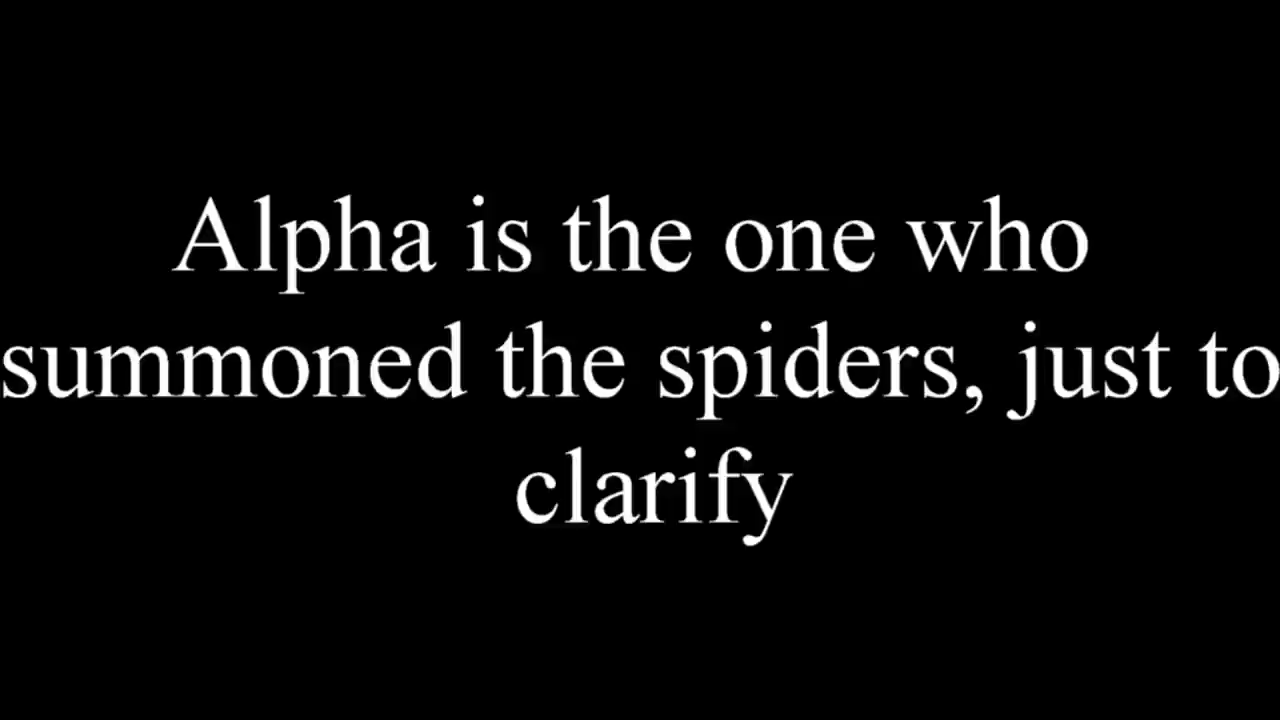 Alpha is the one who
summoned the spiders, just to
clarify